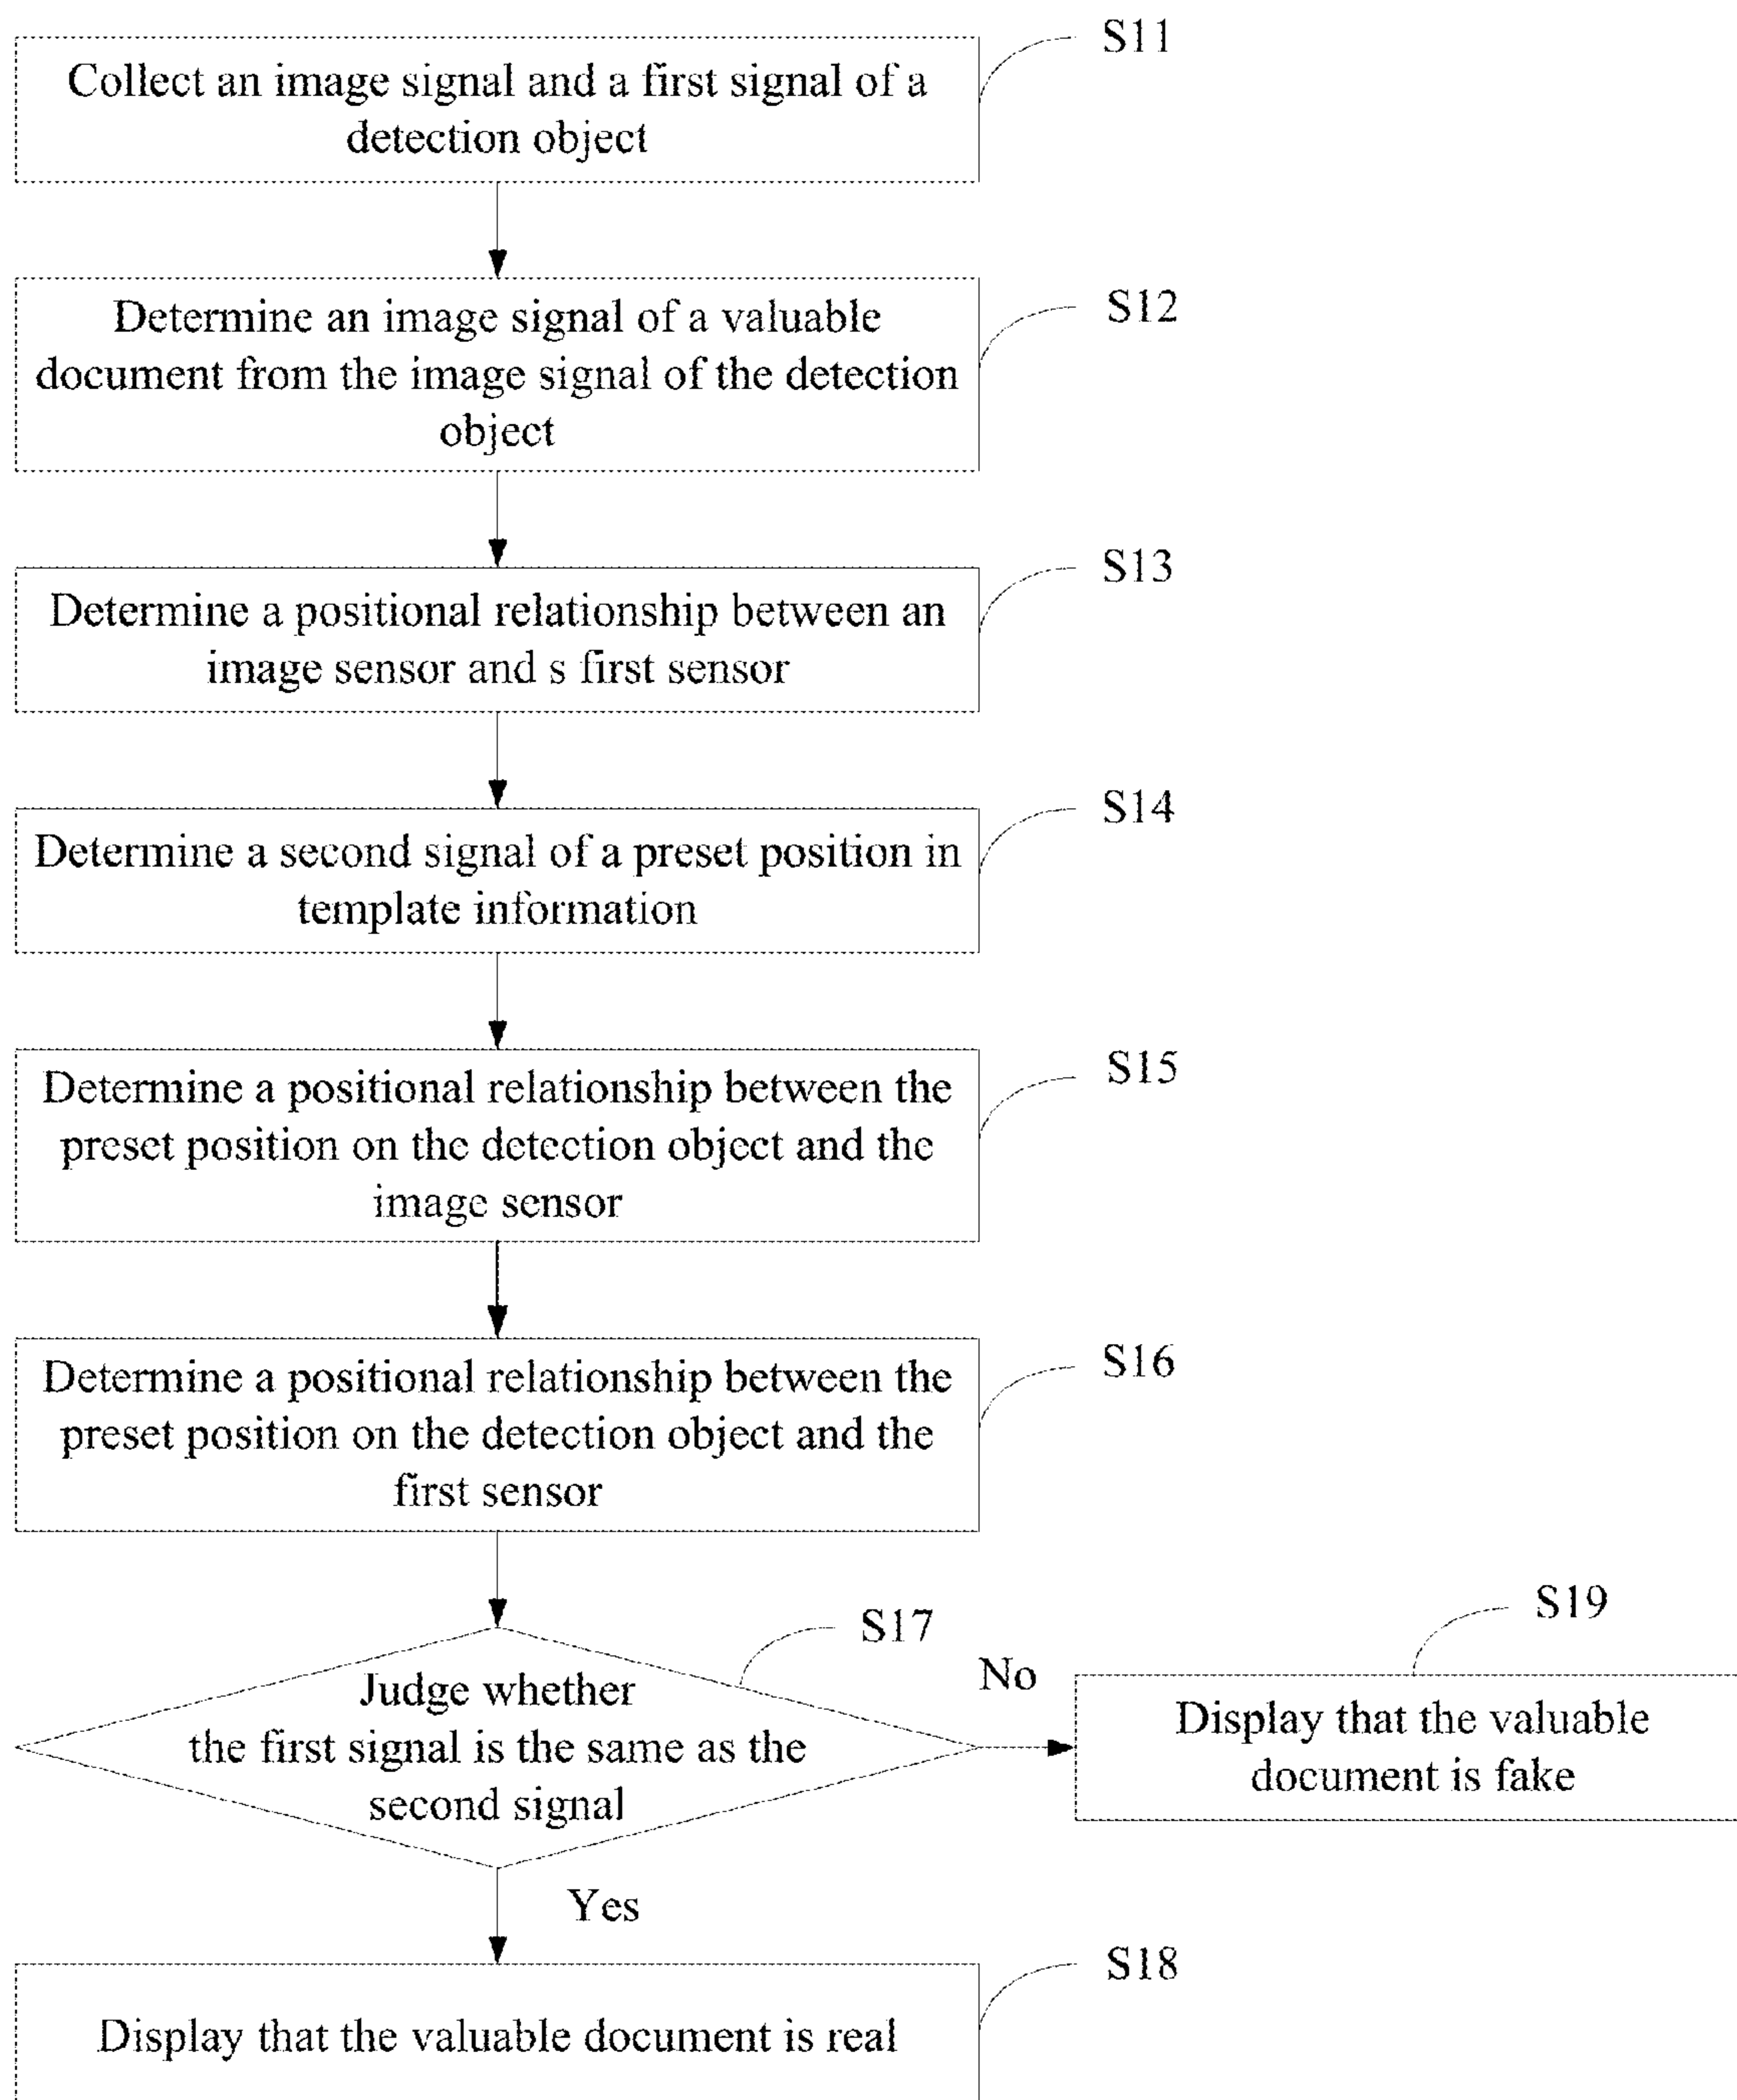 S11
Collect an image signal and a first signal of a
detection object
S12
Determine an image signal of a valuable
document from the image signal of the detection
object
S13
Determine a positional relationship between an
image sensor and s first sensor
S14
Determine a second signal of a preset position in
template information
S15
Determine a positional relationship between the
preset position on the detection object and the
image sensor
S16
Determine a positional relationship between the
preset position on the detection object and the
first sensor
S17
Judge whether
the first signal is the same as the
second signal
No
S19
Display that the valuable
document is fake
Yes
S18
Display that the valuable document is real